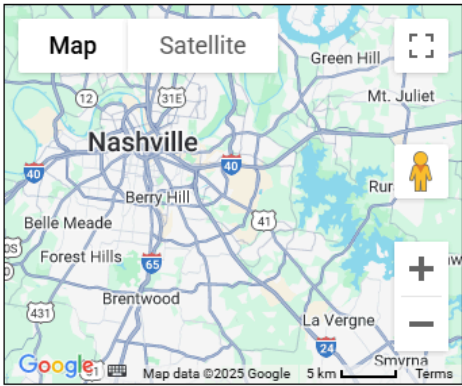 Map
Satellite
Green Hill
12
31E
Mt. Juliet
Nashville
40
40
Berry Hill
41
Belle Meade
Forest Hills
65
Brentwood
431
La Vergne
24
Smyrna
Google
Map data ©2025 Google
5 km
Terms